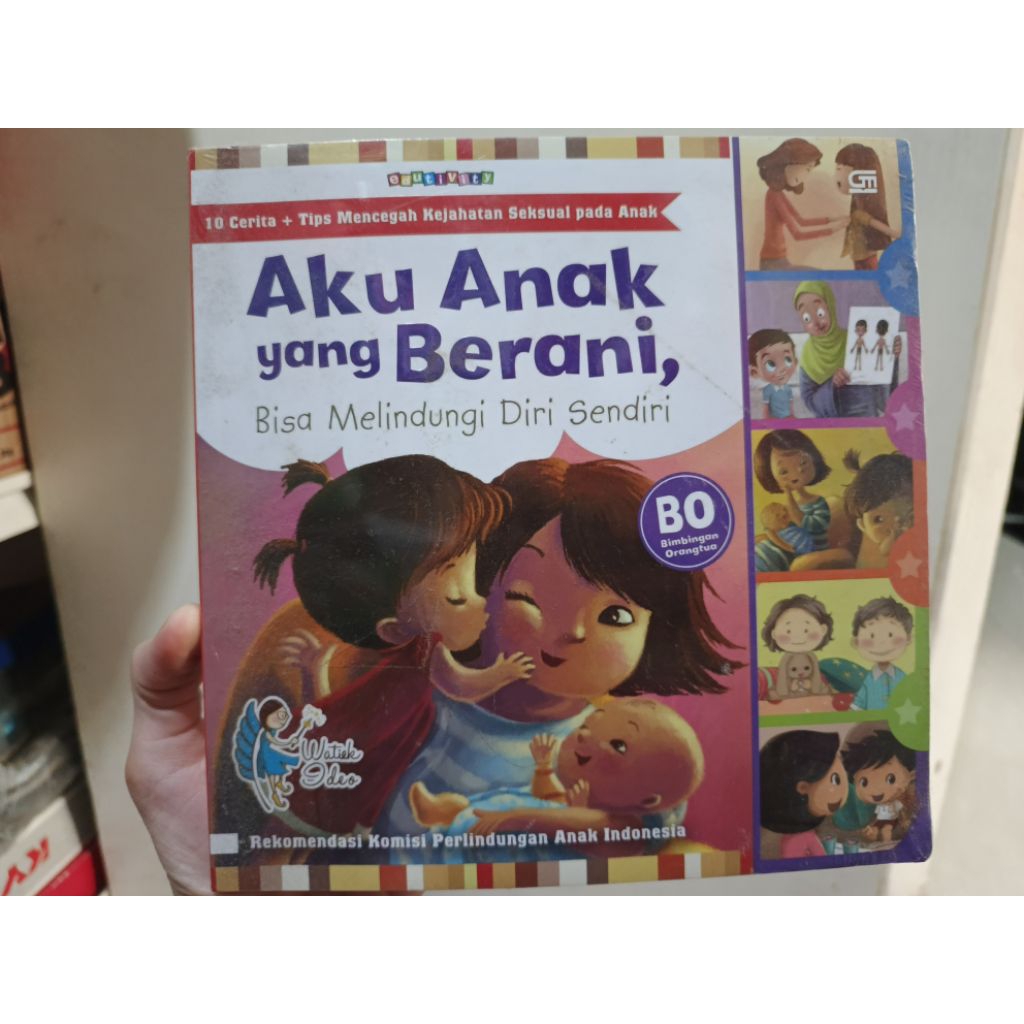 edutivity
10 Cerita + Tips Mencegah Kejahatan Seksual pada Anak
Aku Anak
yang Berani,
Bisa Melindungi Diri Sendiri
BO
Bimbingan
Orangtua
Watiek
Ideo
Rekomendasi Komisi Perlindungan Anak Indonesia